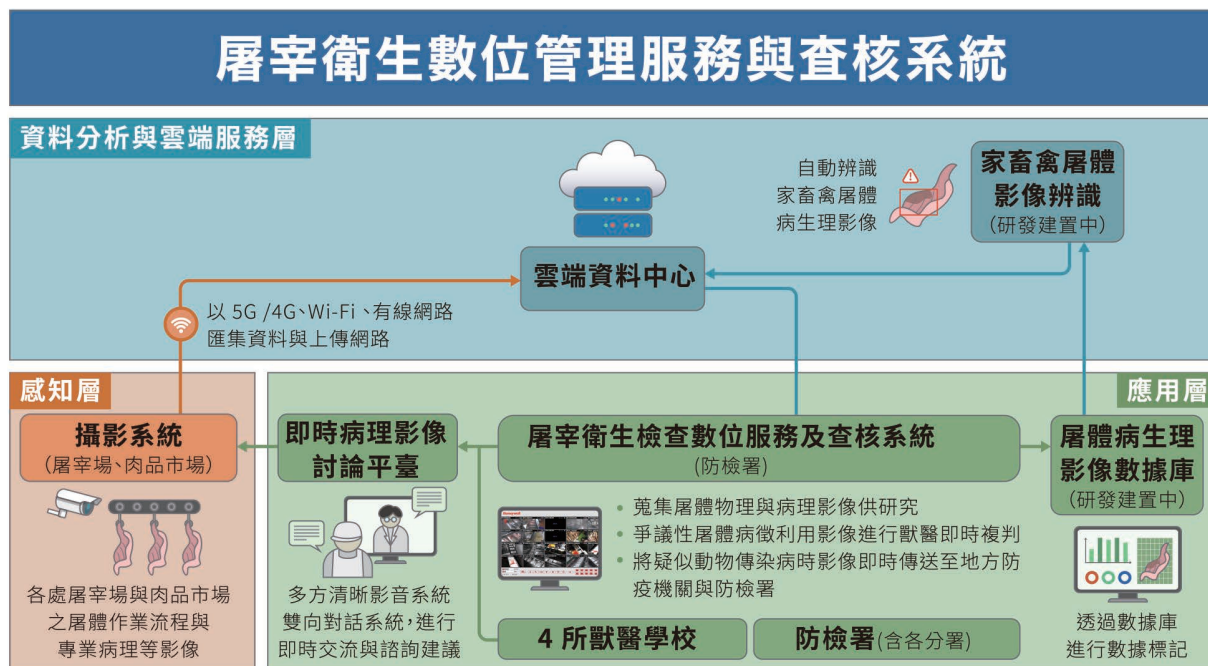 屠宰衛生數位管理服務與查核系統
資料分析與雲端服務層
自動辨識
家畜禽屠體
病生理影像
家畜禽屠體
影像辨識
(研發建置中)
雲端資料中心
以 5G /4G、Wi-Fi 、有線網路
匯集資料與上傳網路
感知層
攝影系統
(屠宰場、肉品市場)
各處屠宰場與肉品市場
之屠體作業流程與
專業病理等影像
應用層
即時病理影像
討論平臺
多方清晰影音系統
雙向對話系統,進行
即時交流與諮詢建議
屠宰衛生檢查數位服務及查核系統
(防檢署)
• 蒐集屠體物理與病理影像供研究
• 爭議性屠體病徵利用影像進行獸醫即時複判
• 將疑似動物傳染病時影像即時傳送至地方防
疫機關與防檢署
4 所獸醫學校
防檢署(含各分署)
屠體病生理
影像數據庫
(研發建置中)
透過數據庫
進行數據標記